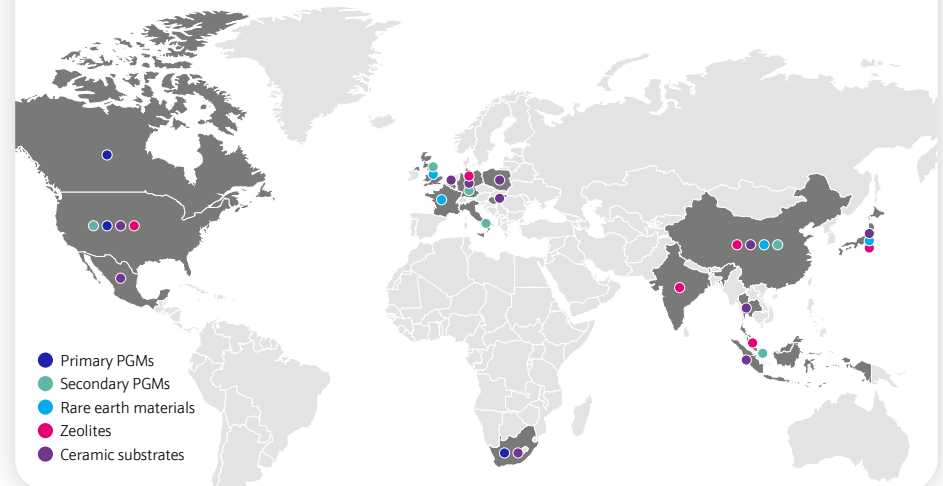 Primary PGMs
Secondary PGMs
Rare earth materials
Zeolites
Ceramic substrates